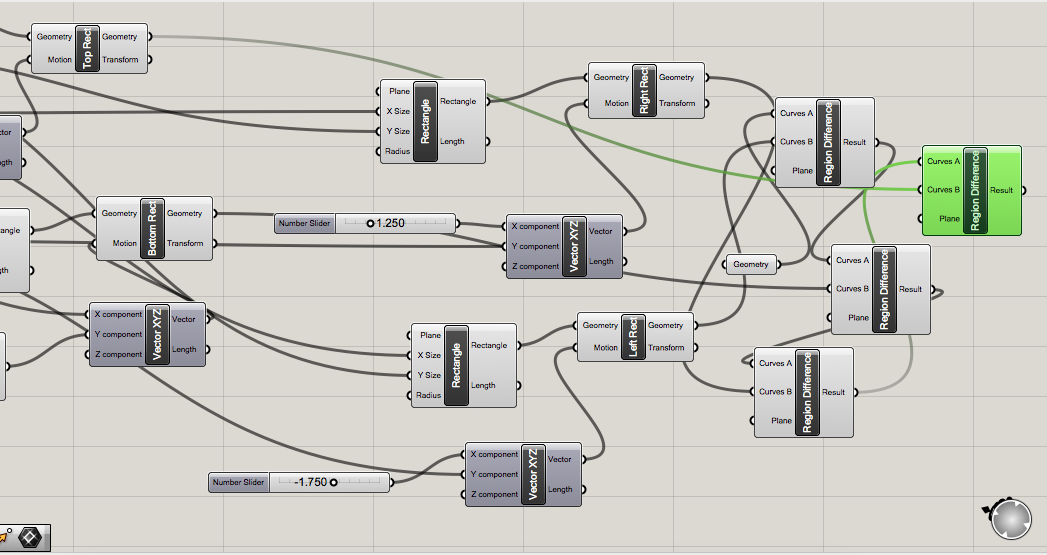 Geometry
Motion
Top Rect
Geometry
Transform
Plane
X Size
Y Size
Radius
Rectangle
Rectangle
Length
Geometry
Motion
Right Rect
Geometry
Transform
Curves A
Curves B
Plane
Region Difference
Result
Curves A
Curves B
Plane
Region Difference
Result
Geometry
Motion
Bottom Rect
Geometry
Transform
Number Slider
1.250
X component
Y component
Z component
Vector XYZ
Vector
Length
Geometry
Curves A
Curves B
Plane
Region Difference
Result
X component
Y component
Z component
Vector XYZ
Vector
Length
Plane
X Size
Y Size
Radius
Rectangle
Rectangle
Length
Geometry
Motion
Left Rect
Geometry
Transform
Curves A
Curves B
Plane
Region Difference
Result
Number Slider
-1.750
X component
Y component
Z component
Vector XYZ
Vector
Length